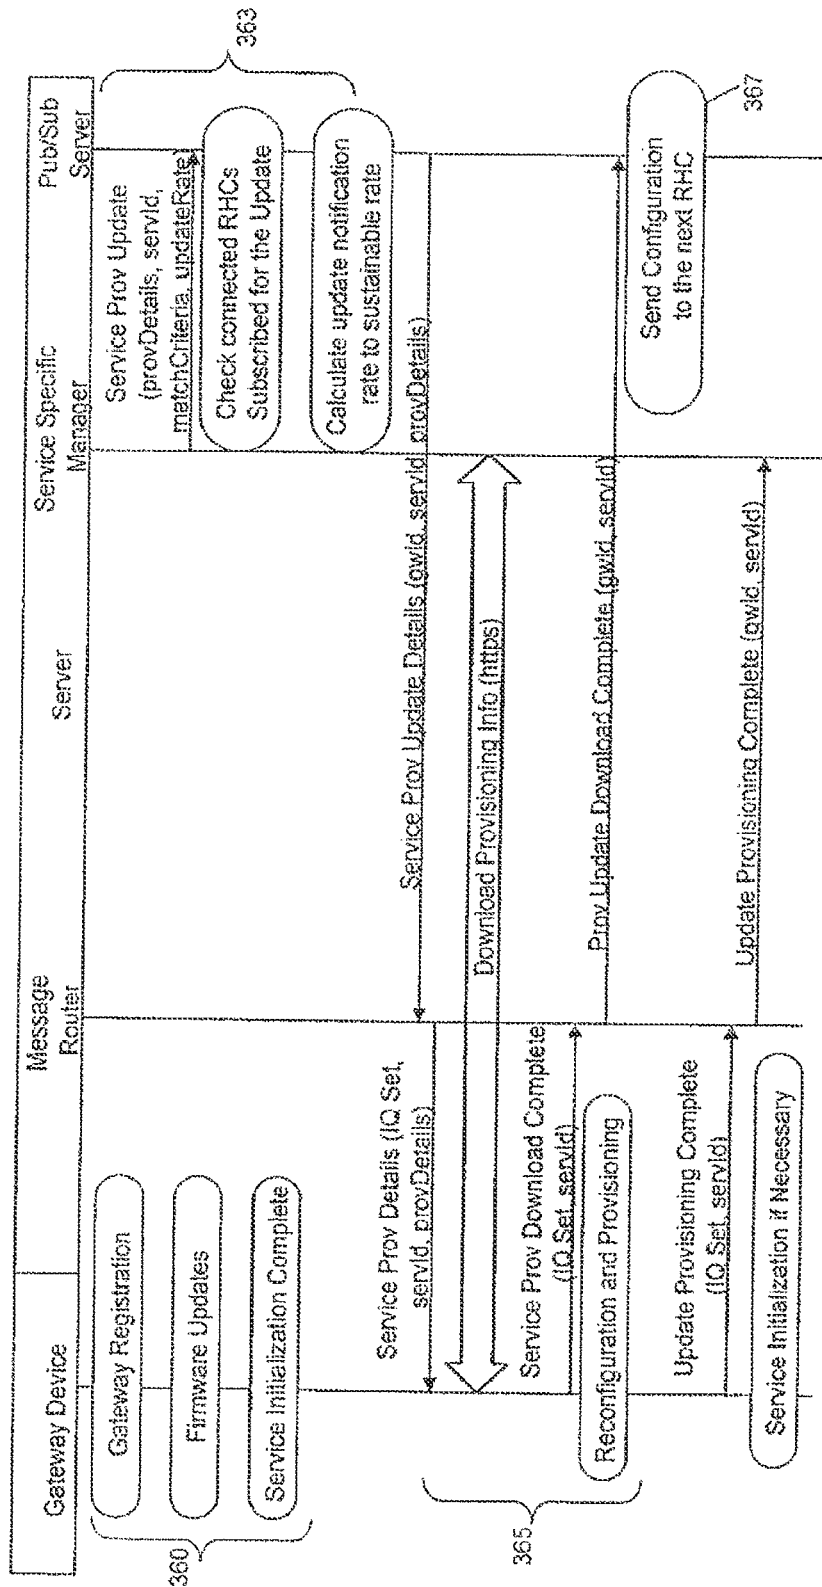 Gateway Device
Message
Router
Server
Service Specific
Manager
Pub/Sub
Server
360
Gateway Registration
Firmware Updates
Service Initialization Complete
363
Service Prov Update
(provDetails, servId,
matchCriteria, updateRate)
Check connected RHCs
Subscribed for the Update
Calculate update notification
rate to sustainable rate
Service Prov Update Details (gwId, servId, provDetails)
365
Service Prov Details (IQ Set,
servId, provDetails)
Download Provisioning Info (https)
Service Prov Download Complete
(IQ Set, servId)
Prov Update Download Complete (gwId, servId)
Reconfiguration and Provisioning
Send Configuration
to the next RHC
367
Update Provisioning Complete
(IQ Set, servId)
Update Provisioning Complete (gwId, servId)
Service Initialization if Necessary